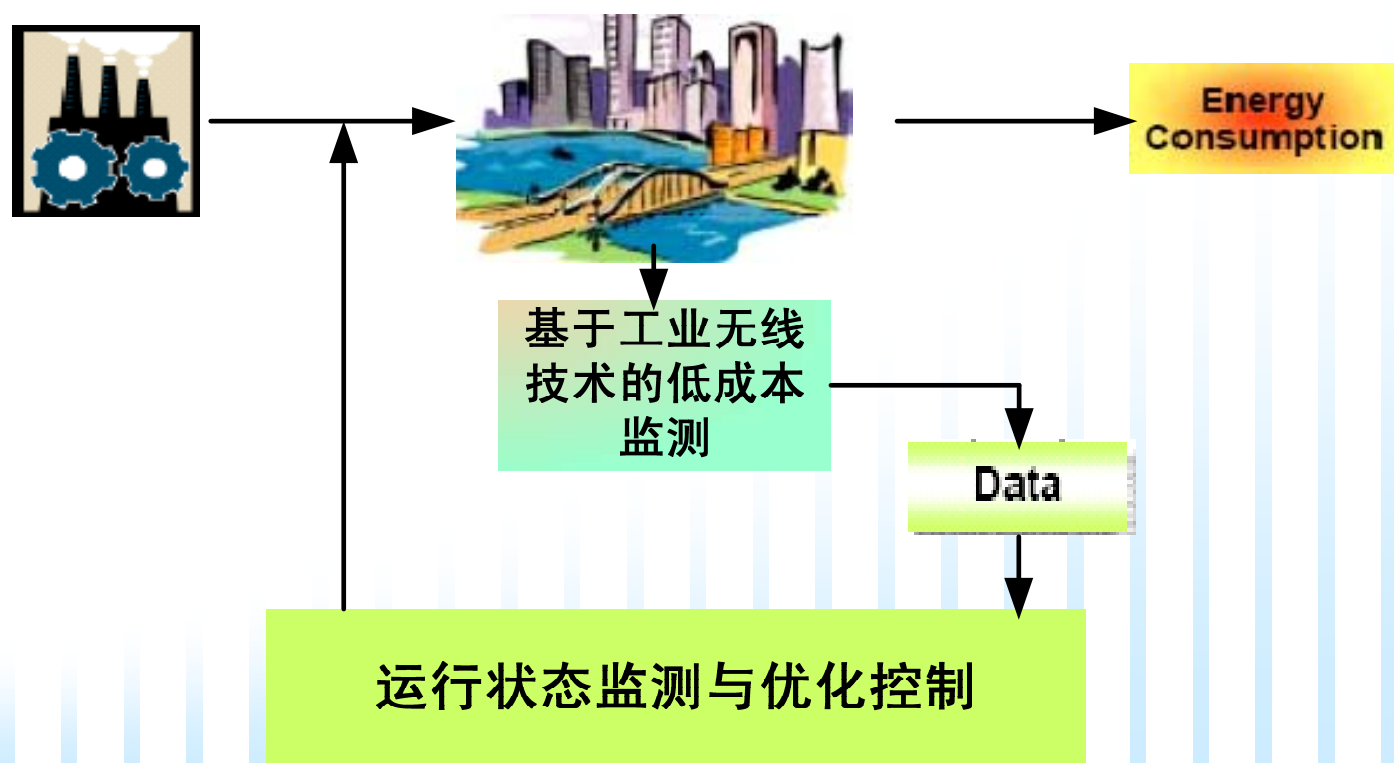 Energy
Consumption
基于工业无线
技术的低成本
监测
Data
运行状态监测与优化控制